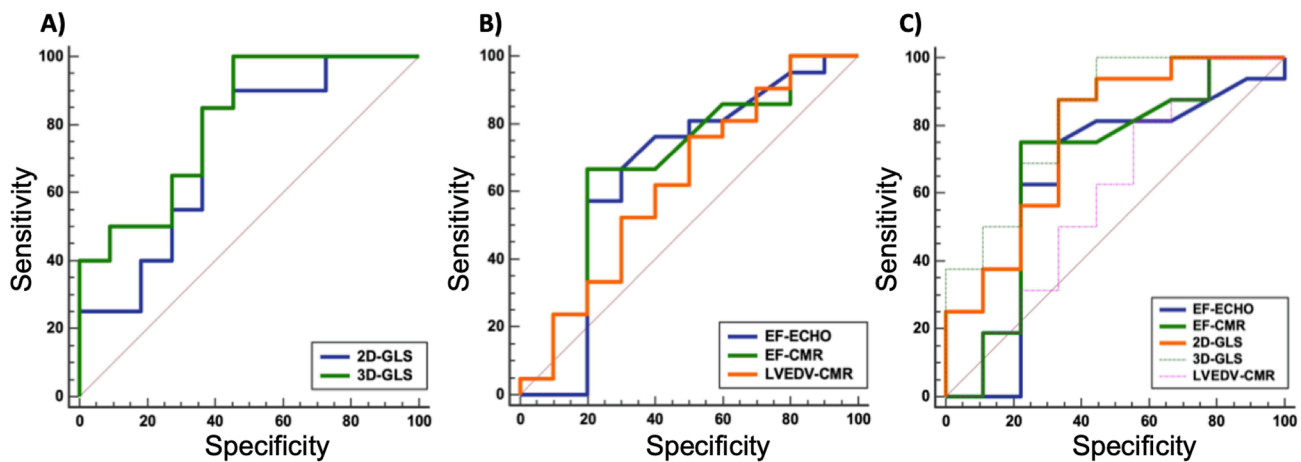 A)
Sensitivity
100
80
60
40
20
0
0 20 40 60 80 100
Specificity
2D-GLS
3D-GLS
B)
Sensitivity
100
80
60
40
20
0
0 20 40 60 80 100
Specificity
EF-ECHO
EF-CMR
LVEDV-CMR
C)
Sensitivity
100
80
60
40
20
0
0 20 40 60 80 100
Specificity
EF-ECHO
EF-CMR
2D-GLS
3D-GLS
LVEDV-CMR